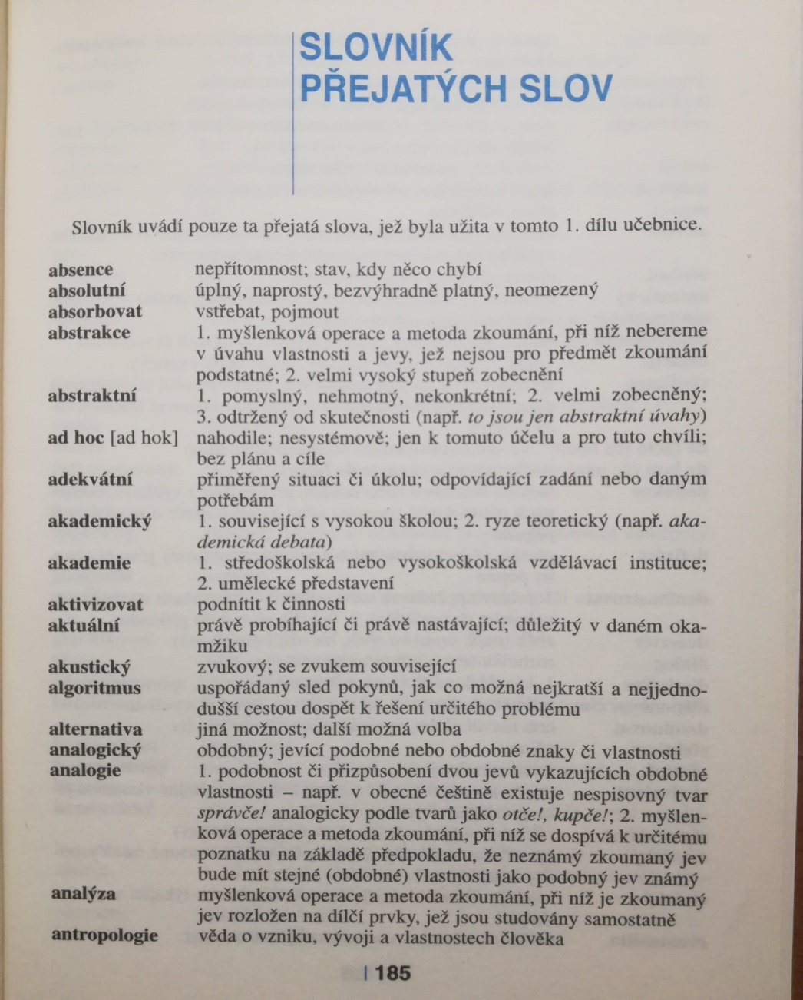 SLOVNÍK
PŘEJATÝCH SLOV
Slovník uvádí pouze ta přejatá slova, jež byla užita v tomto 1. dílu učebnice.
absence nepřítomnost; stav, kdy něco chybí
absolutní úplný, naprostý, bezvýhradně platný, neomezený
absorbovat vstřebat, pojmout
abstrakce 1. myšlenková operace a metoda zkoumání, při níž nebereme
v úvahu vlastnosti a jevy, jež nejsou pro předmět zkoumání
podstatné; 2. velmi vysoký stupeň zobecnění
abstraktní 1. pomyslný, nehmotný, nekonkrétní; 2. velmi zobecněný;
3. odtržený od skutečnosti (např. to jsou jen abstraktní úvahy)
ad hoc [ad hok] nahodile; nesystémově; jen k tomuto účelu a pro tuto chvíli;
bez plánu a cíle
adekvátní přiměřený situaci či úkolu; odpovídající zadání nebo daným
potřebám
akademický 1. související s vysokou školou; 2. ryze teoretický (např. aka-
demická debata)
akademie 1. středoškolská nebo vysokoškolská vzdělávací instituce;
2. umělecké představení
aktivizovat podnítit k činnosti
aktuální právě probíhající či právě nastávající; důležitý v daném oka-
mžiku
akustický zvukový; se zvukem související
algoritmus uspořádaný sled pokynů, jak co možná nejkratší a nejjedno-
dušší cestou dospět k řešení určitého problému
alternativa jiná možnost; další možná volba
analogický obdobný; jevící podobné nebo obdobné znaky či vlastnosti
analogie 1. podobnost či přizpůsobení dvou jevů vykazujících obdobné
vlastnosti – např. v obecné češtině existuje nespisovný tvar
správče! analogicky podle tvarů jako otče!, kupče!; 2. myšlen-
ková operace a metoda zkoumání, při níž se dospívá k určitému
poznatku na základě předpokladu, že neznámý zkoumaný jev
bude mít stejné (obdobné) vlastnosti jako podobný jev známý
analýza myšlenková operace a metoda zkoumání, při níž je zkoumaný
jev rozložen na dílčí prvky, jež jsou studovány samostatně
antropologie věda o vzniku, vývoji a vlastnostech člověka
185